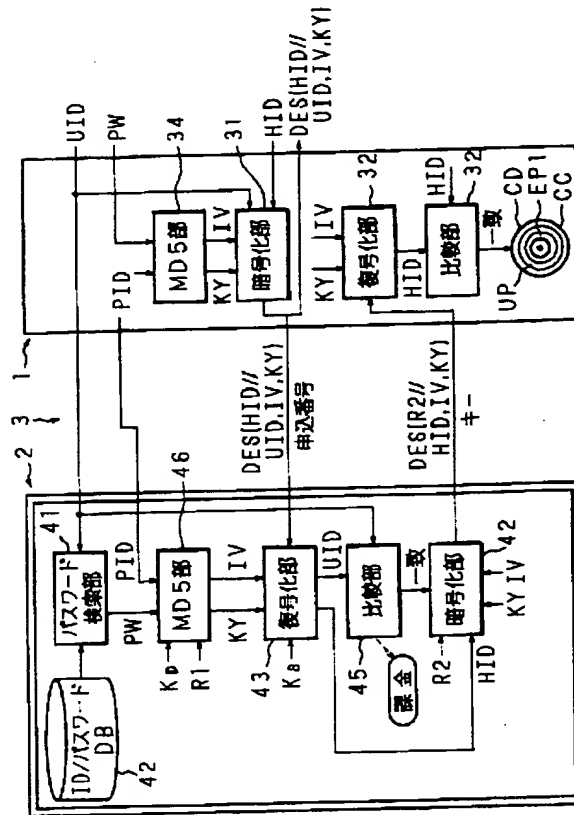 3
2
1
ID/パスワード
DB
42
41
パスワード
検索部
PW
PID
46
MD5部
KD
R1
KY
IV
43
復号化部
K8
UID
45
比較部
課金
一致
R2
暗号化部
42
HID
KY
IV
DES(HID//
UID,IV,KY)
申込番号
DES(R2//
HID,IV,KY)
キー
UID
PW
PID
34
MD5部
KY
IV
31
暗号化部
HID
DES(HID//
UID,IV,KY)
KY
IV
32
復号化部
HID
HID
32
比較部
一致
UP
CD
EP1
CC